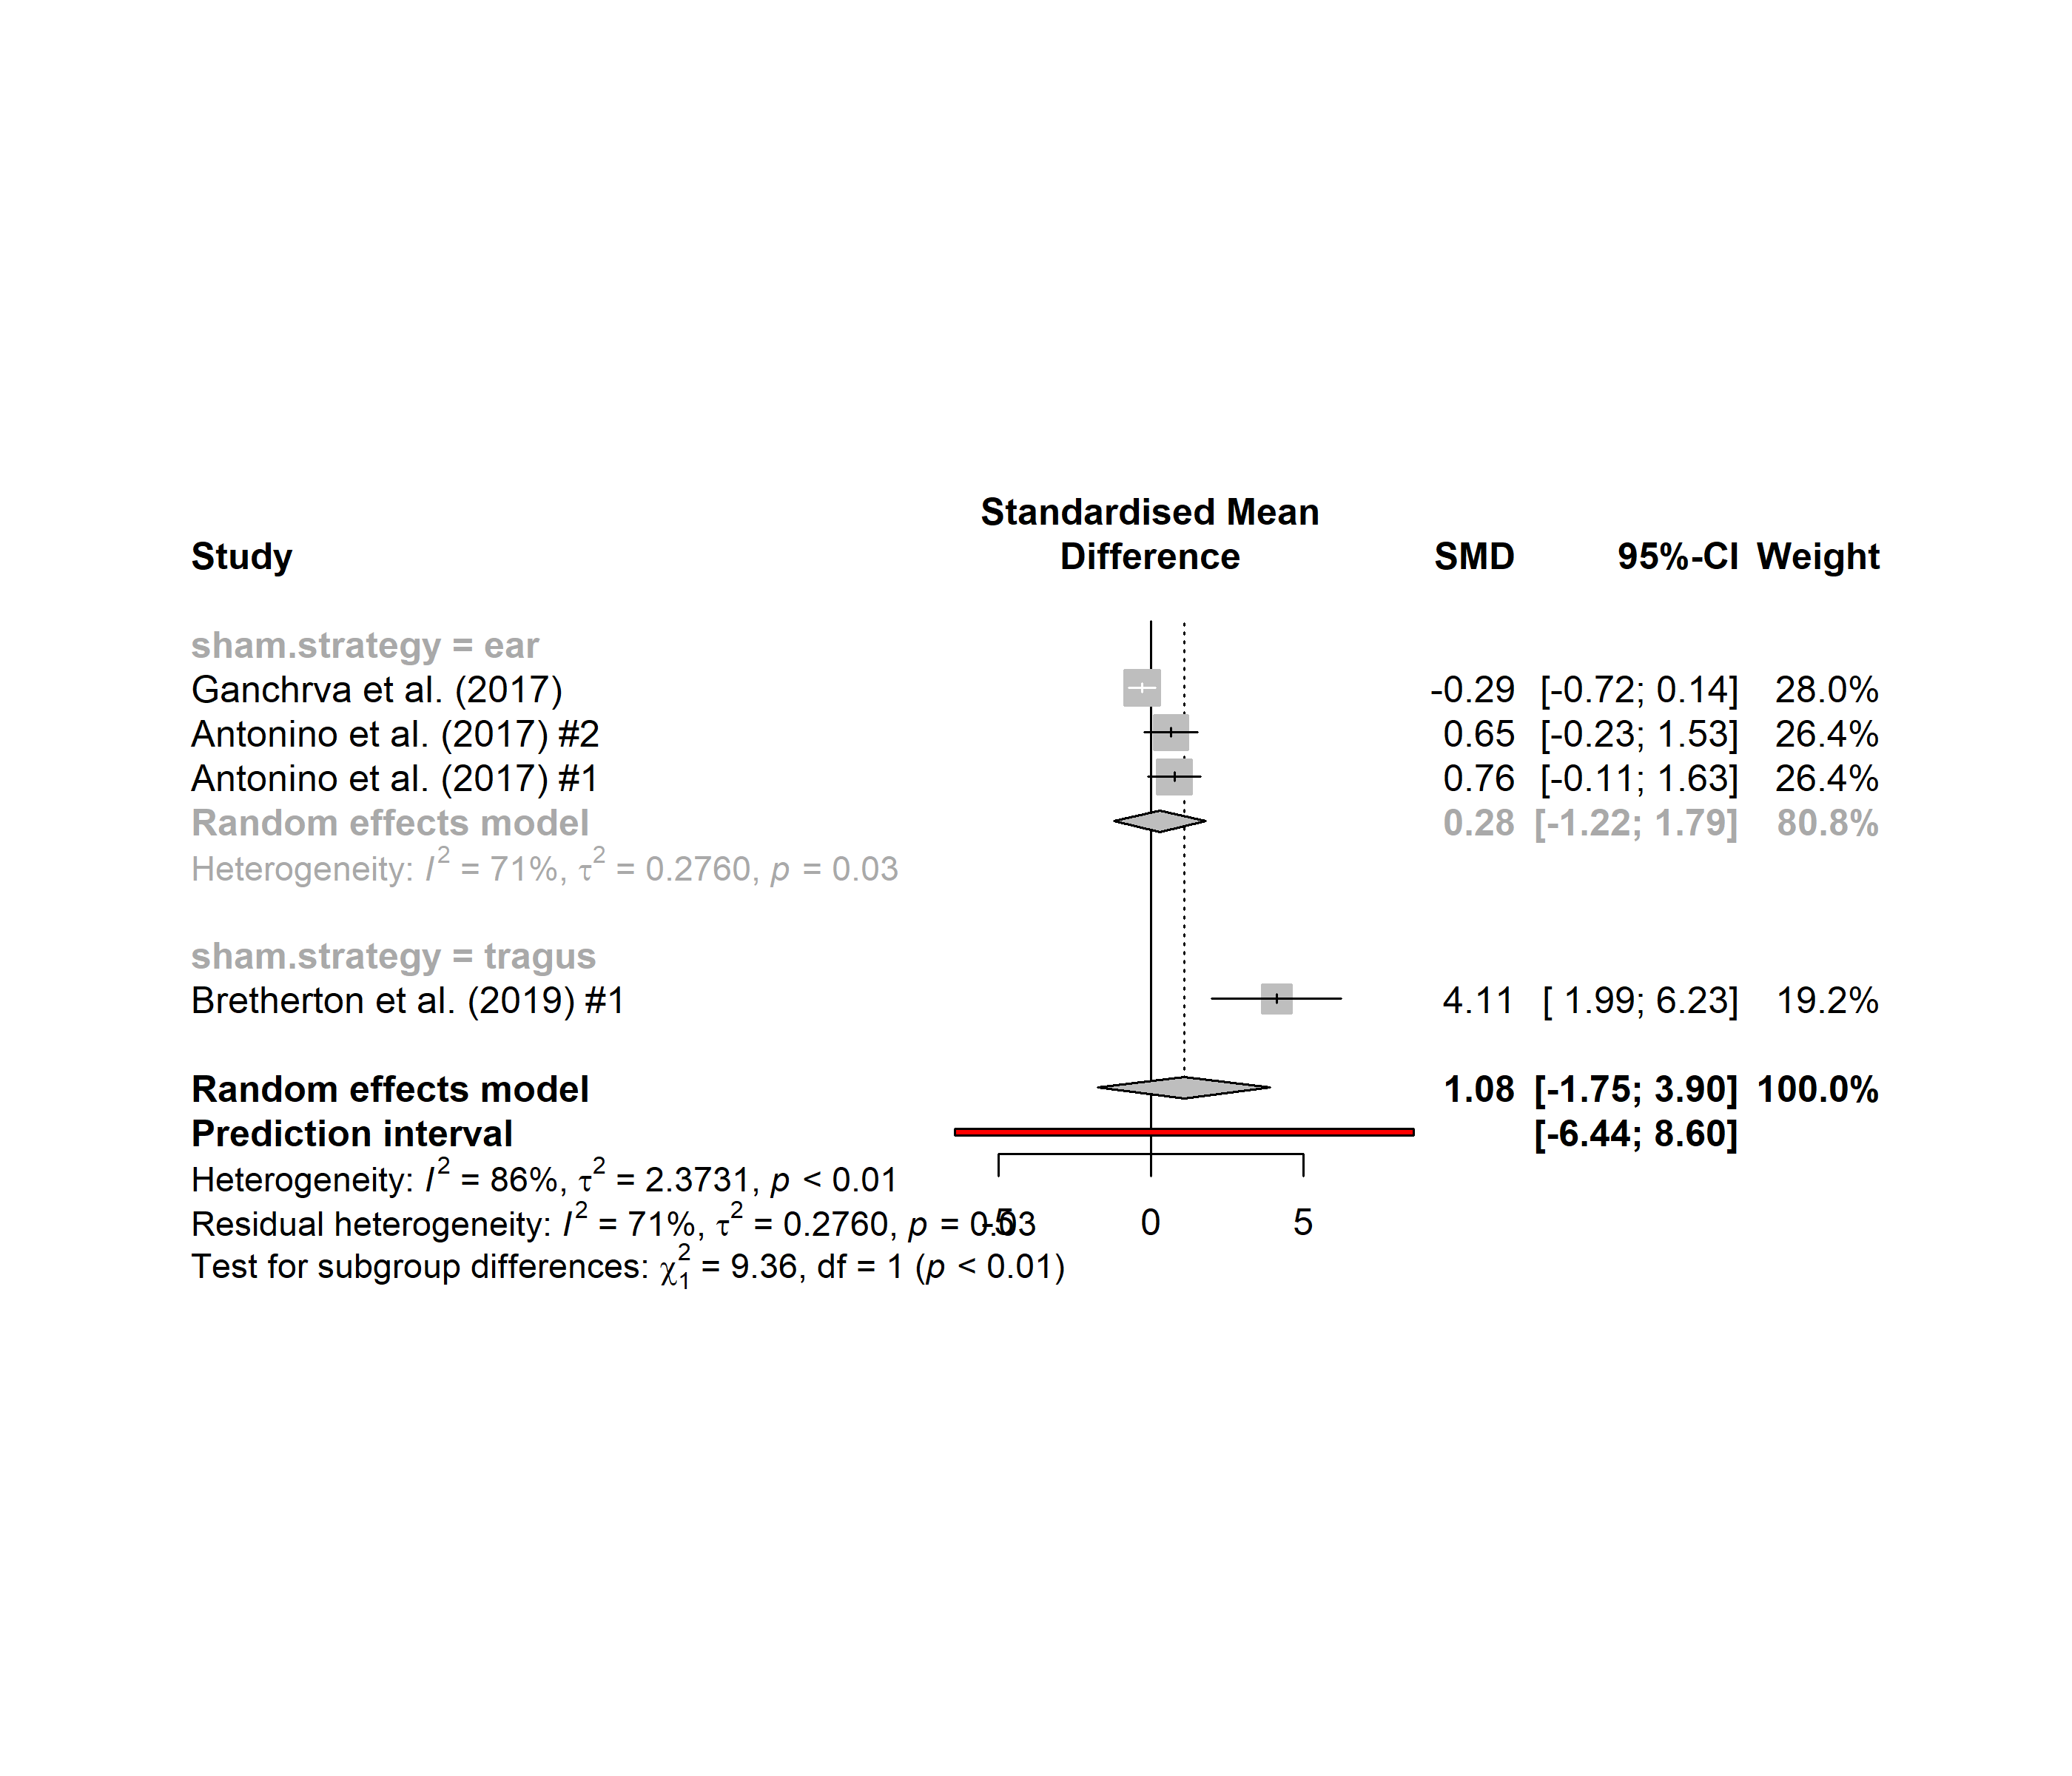 Standardised Mean
Study Difference SMD 95%-CI Weight
sham.strategy = ear
Ganchrva et al. (2017) -0.29 [-0.72; 0.14] 28.0%
Antonino et al. (2017) #2 0.65 [-0.23; 1.53] 26.4%
Antonino et al. (2017) #1 0.76 [-0.11; 1.63] 26.4%
Random effects model 0.28 [-1.22; 1.79] 80.8%
Heterogeneity: I² = 71%, τ² = 0.2760, p = 0.03
sham.strategy = tragus
Bretherton et al. (2019) #1 4.11 [ 1.99; 6.23] 19.2%
Random effects model 1.08 [-1.75; 3.90] 100.0%
Prediction interval [-6.44; 8.60]
Heterogeneity: I² = 86%, τ² = 2.3731, p < 0.01
Residual heterogeneity: I² = 71%, τ² = 0.2760, p = 0.03 -5 0 5
Test for subgroup differences: χ²₁ = 9.36, df = 1 (p < 0.01)